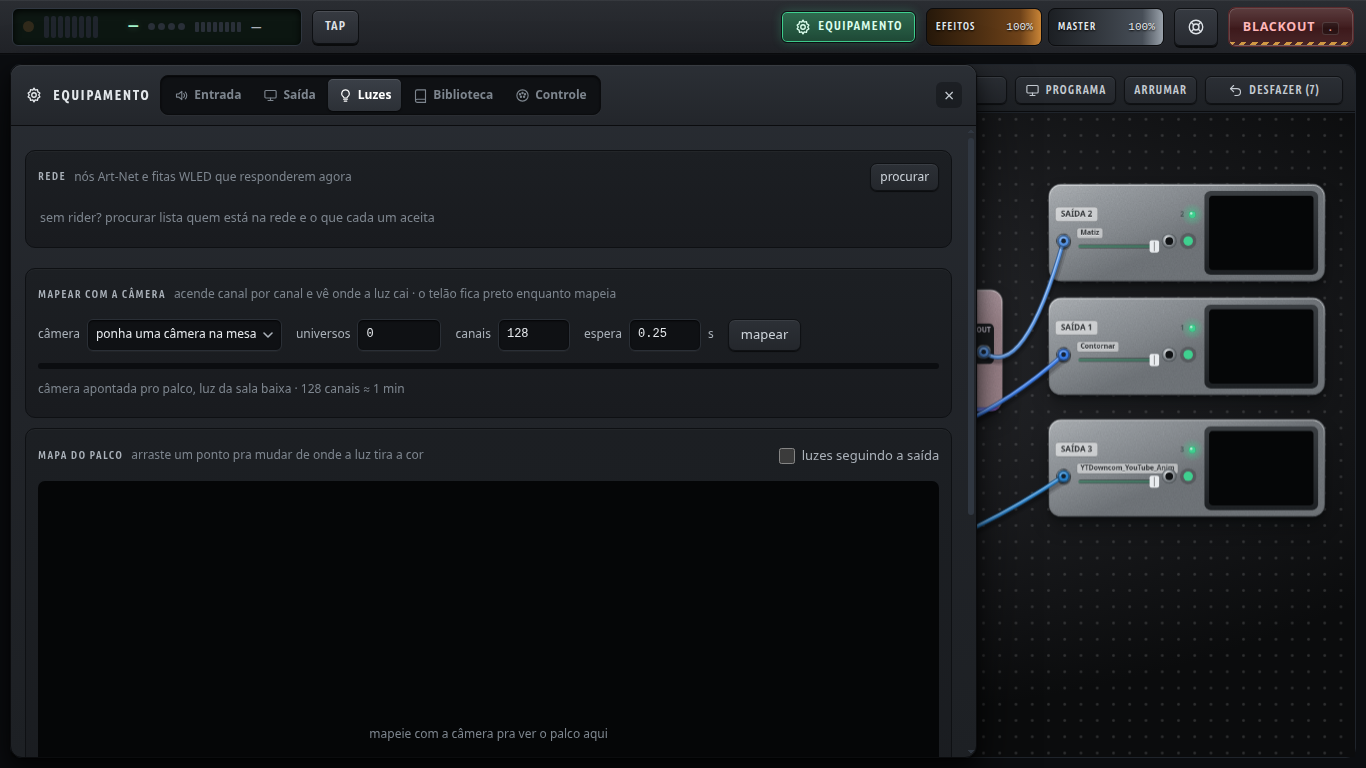 TAP
EQUIPAMENTO
EFEITOS 100%
MASTER 100%
BLACKOUT .
EQUIPAMENTO
Entrada
Saída
Luzes
Biblioteca
Controle
PROGRAMA
ARRUMAR
DESFAZER (7)
REDE nós Art-Net e fitas WLED que responderem agora
procurar
sem rider? procurar lista quem está na rede e o que cada um aceita
MAPEAR COM A CÂMERA acende canal por canal e vê onde a luz cai · o telão fica preto enquanto mapeia
câmera ponha uma câmera na mesa universos 0 canais 128 espera 0.25 s mapear
câmera apontada pro palco, luz da sala baixa · 128 canais ≈ 1 min
MAPA DO PALCO arraste um ponto pra mudar de onde a luz tira a cor
luzes seguindo a saída
mapeie com a câmera pra ver o palco aqui
OUT
SAÍDA 2 2
Matiz
SAÍDA 1 1
Contornar
SAÍDA 3 3
YTDowncom_YouTube_Anim